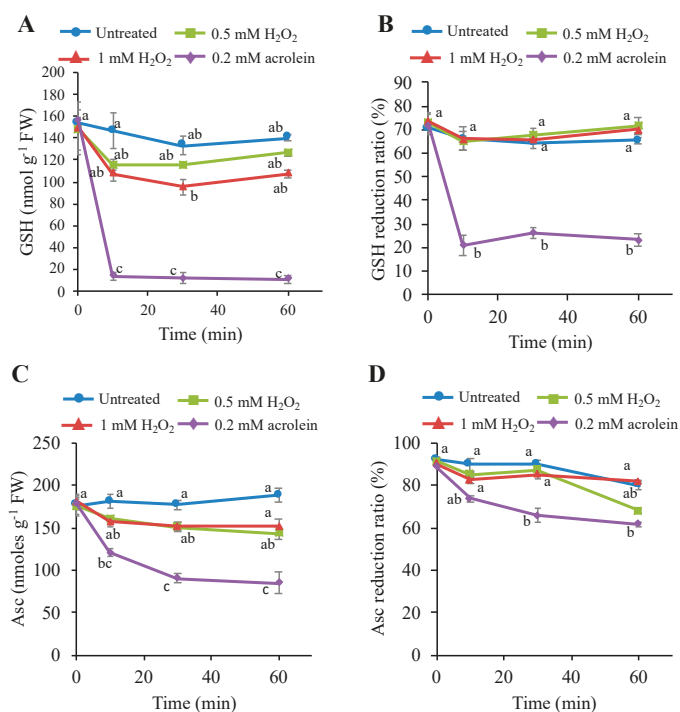 A
Untreated
0.5 mM H₂O₂
1 mM H₂O₂
0.2 mM acrolein
GSH (nmol g⁻¹ FW)
200
180
160
140
120
100
80
60
40
20
0
a
a
ab
ab
ab
ab
ab
ab
ab
b
ab
c
c
c
0
20
40
60
Time (min)
B
Untreated
0.5 mM H₂O₂
1 mM H₂O₂
0.2 mM acrolein
GSH reduction ratio (%)
90
80
70
60
50
40
30
20
10
0
a
a
a
a
a
a
a
b
b
b
0
20
40
60
Time (min)
C
Untreated
0.5 mM H₂O₂
1 mM H₂O₂
0.2 mM acrolein
Asc (nmoles g⁻¹ FW)
250
200
150
100
50
0
a
a
a
a
a
ab
ab
ab
bc
c
c
0
20
40
60
Time (min)
D
Untreated
0.5 mM H₂O₂
1 mM H₂O₂
0.2 mM acrolein
Asc reduction ratio (%)
100
80
60
40
20
0
a
a
a
a
a
a
ab
ab
b
b
0
20
40
60
Time (min)